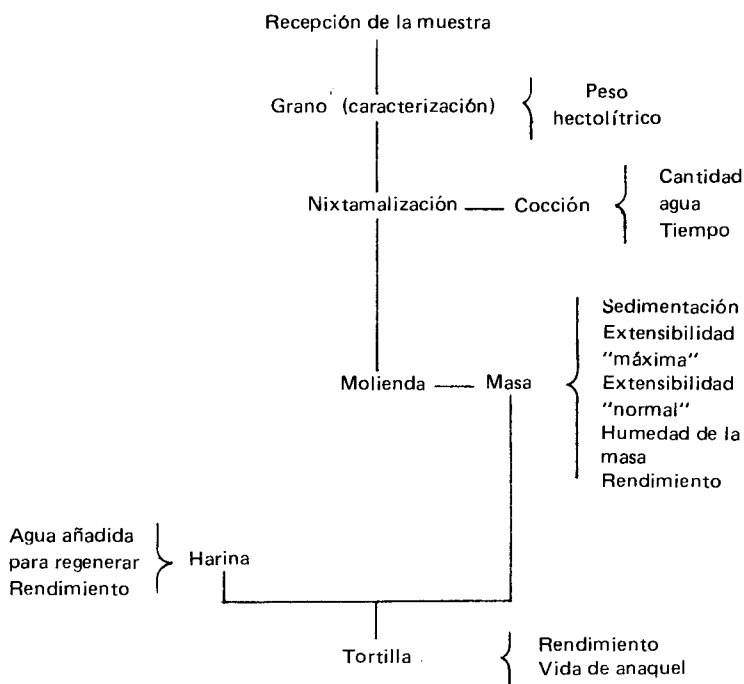 Recepción de la muestra
Grano (caracterización)
Peso
hectolítrico
Nixtamalización
Cocción
Cantidad
agua
Tiempo
Molienda
Masa
Sedimentación
Extensibilidad
"máxima"
Extensibilidad
"normal"
Humedad de la
masa
Rendimiento
Agua añadida
para regenerar
Rendimiento
Harina
Tortilla
Rendimiento
Vida de anaquel